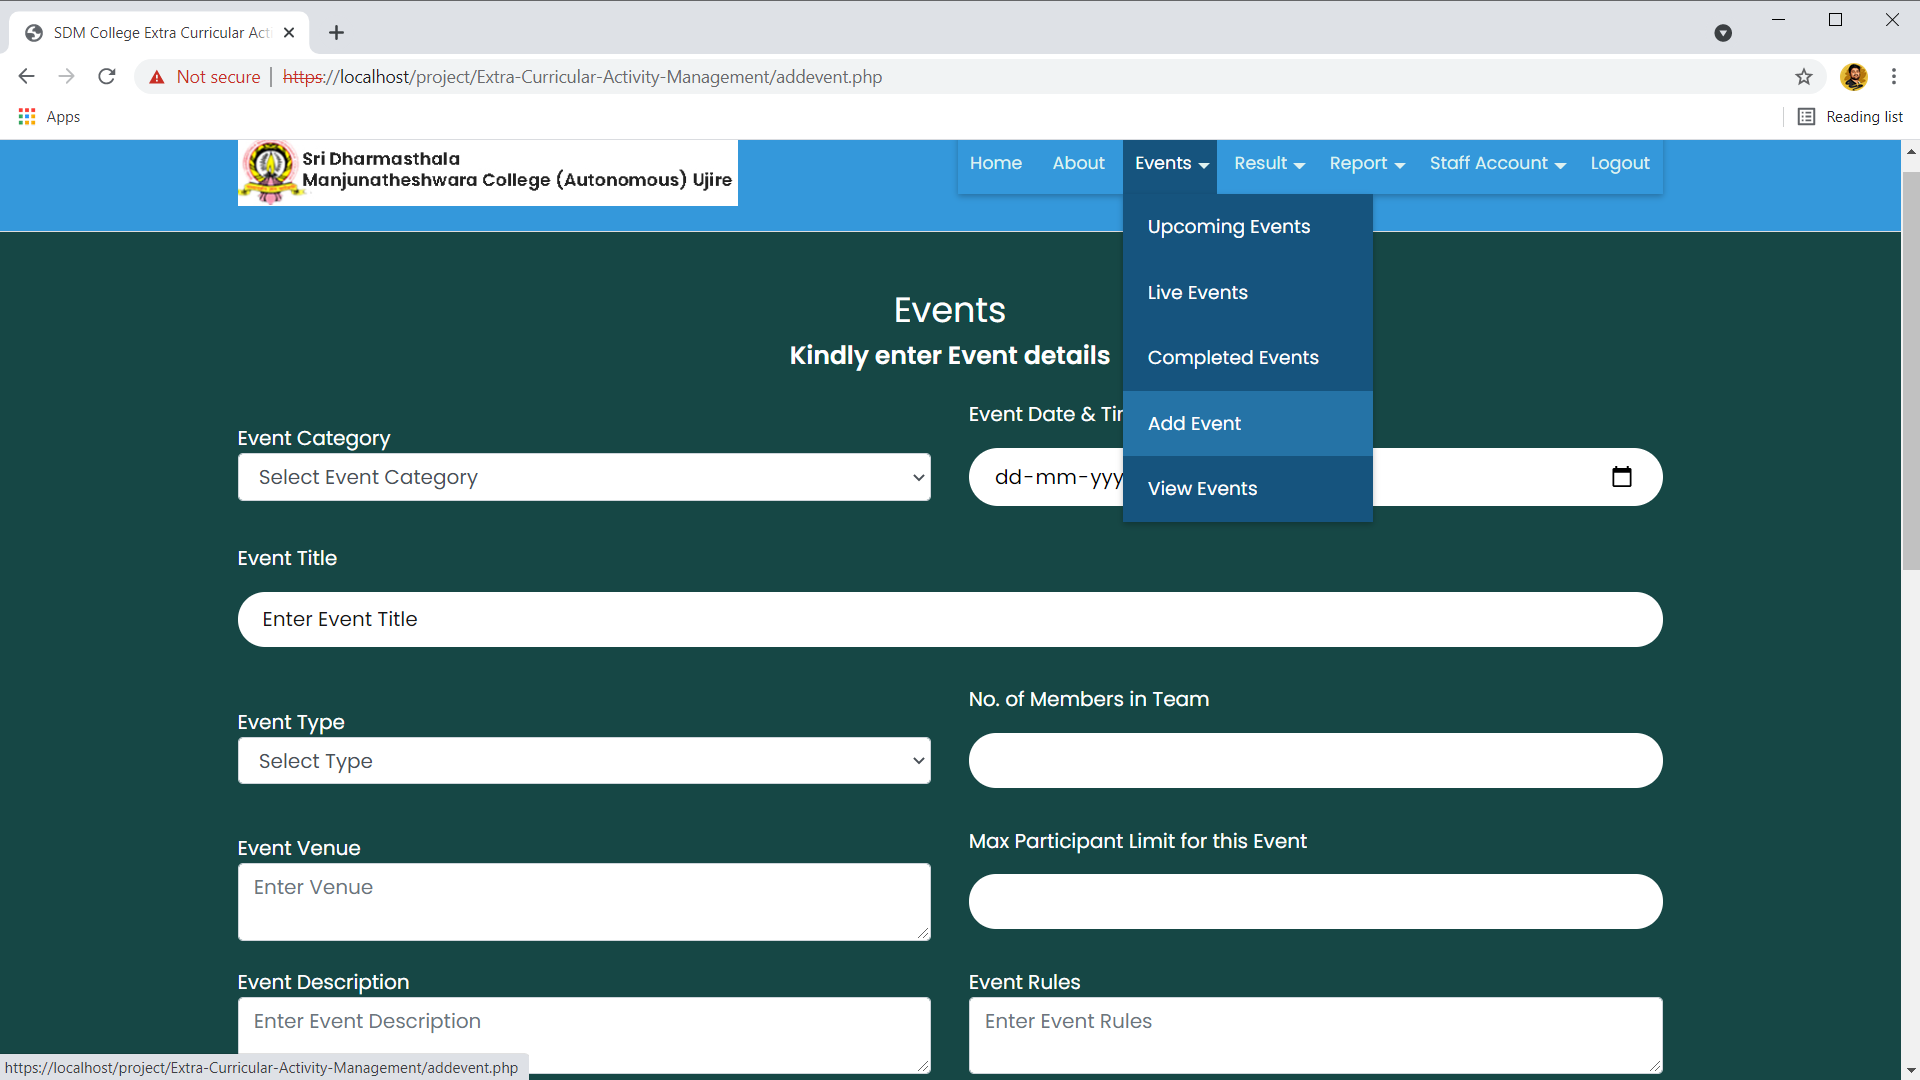 SDM College Extra Curricular Acti
Not secure | https://localhost/project/Extra-Curricular-Activity-Management/addevent.php
Apps
Reading list
Sri Dharmasthala
Manjunatheshwara College (Autonomous) Ujire
Home About Events Result Report Staff Account Logout
Upcoming Events
Live Events
Completed Events
Add Event
View Events
Events
Kindly enter Event details
Event Category
Select Event Category
Event Date & Tim
dd-mm-yyy
Event Title
Enter Event Title
Event Type
Select Type
No. of Members in Team
Event Venue
Enter Venue
Max Participant Limit for this Event
Event Description
Enter Event Description
Event Rules
Enter Event Rules
https://localhost/project/Extra-Curricular-Activity-Management/addevent.php